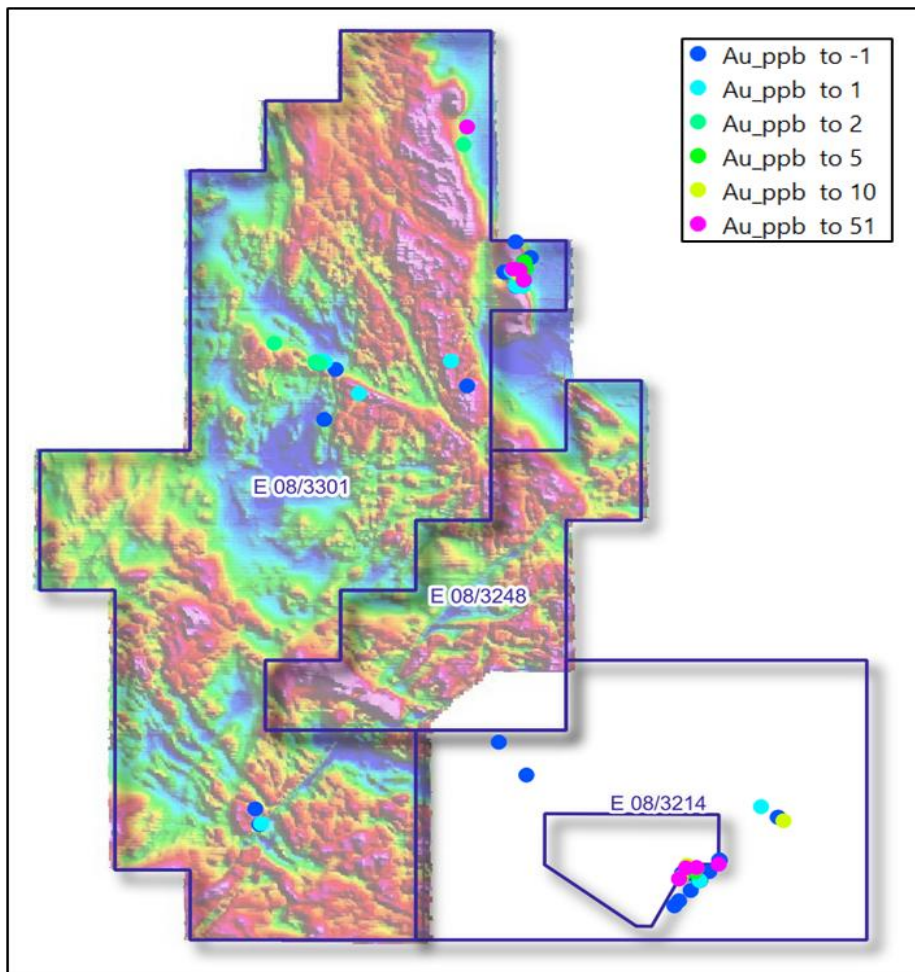 Au_ppb to -1
Au_ppb to 1
Au_ppb to 2
Au_ppb to 5
Au_ppb to 10
Au_ppb to 51
E 08/3301
E 08/3248
E 08/3214